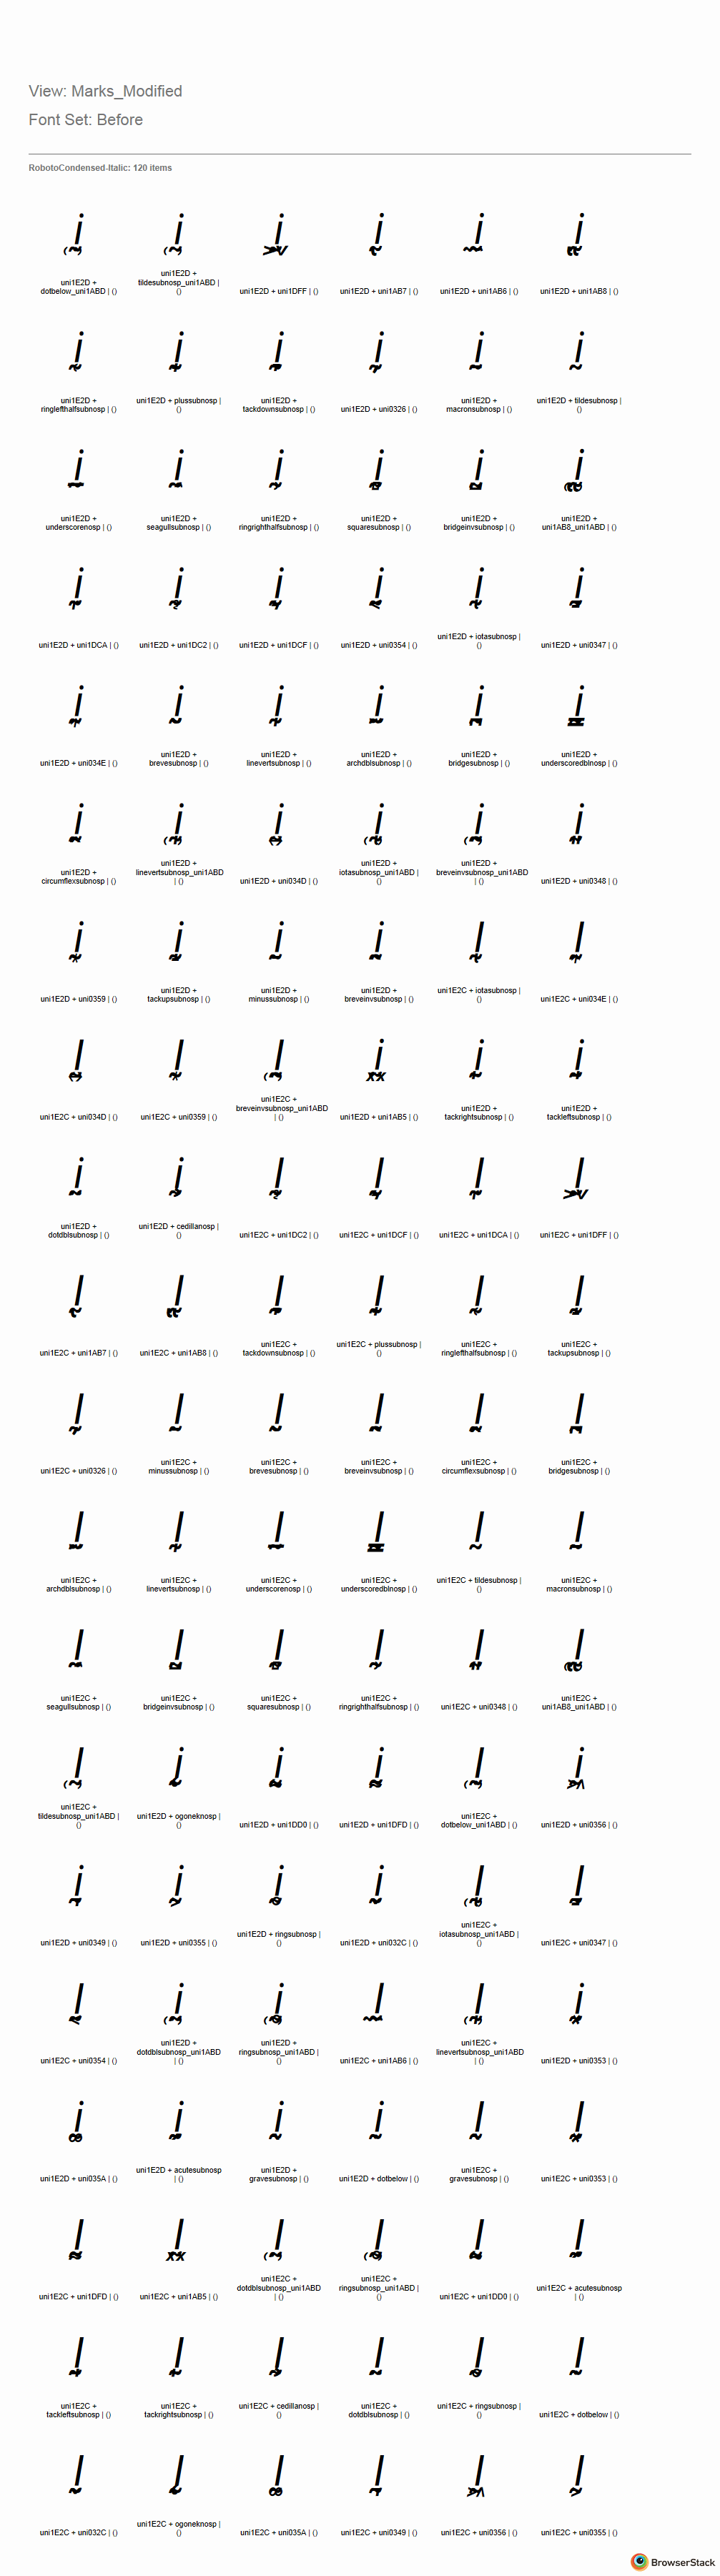 View: Marks_Modified
Font Set: Before
RobotoCondensed-Italic: 120 items
uni1E2D +
dotbelow_uni1ABD | ()
uni1E2D +
tildesubnosp_uni1ABD |
()
uni1E2D + uni1DFF | ()
uni1E2D + uni1AB7 | ()
uni1E2D + uni1AB6 | ()
uni1E2D + uni1AB8 | ()
uni1E2D +
ringlefthalfsubnosp | ()
uni1E2D + plussubnosp |
()
uni1E2D +
tackdownsubnosp | ()
uni1E2D + uni0326 | ()
uni1E2D +
macronsubnosp | ()
uni1E2D + tildesubnosp |
()
uni1E2D +
underscorenosp | ()
uni1E2D +
seagullsubnosp | ()
uni1E2D +
ringrighthalfsubnosp | ()
uni1E2D +
squaresubnosp | ()
uni1E2D +
bridgeinvsubnosp | ()
uni1E2D +
uni1AB8_uni1ABD | ()
uni1E2D + uni1DCA | ()
uni1E2D + uni1DC2 | ()
uni1E2D + uni1DCF | ()
uni1E2D + uni0354 | ()
uni1E2D + iotasubnosp |
()
uni1E2D + uni0347 | ()
uni1E2D + uni034E | ()
uni1E2D +
brevesubnosp | ()
uni1E2D +
linevertsubnosp | ()
uni1E2D +
archdblsubnosp | ()
uni1E2D +
bridgesubnosp | ()
uni1E2D +
underscoredblnosp | ()
uni1E2D +
circumflexsubnosp | ()
uni1E2D +
linevertsubnosp_uni1ABD
| ()
uni1E2D + uni034D | ()
uni1E2D +
iotasubnosp_uni1ABD |
()
uni1E2D +
breveinvsubnosp_uni1ABD
| ()
uni1E2D + uni0348 | ()
uni1E2D + uni0359 | ()
uni1E2D +
tackupsubnosp | ()
uni1E2D +
minussubnosp | ()
uni1E2D +
breveinvsubnosp | ()
uni1E2C + iotasubnosp |
()
uni1E2C + uni034E | ()
uni1E2C + uni034D | ()
uni1E2C + uni0359 | ()
uni1E2C +
breveinvsubnosp_uni1ABD
| ()
uni1E2D + uni1AB5 | ()
uni1E2D +
tackrightsubnosp | ()
uni1E2D +
tackleftsubnosp | ()
uni1E2D +
dotdblsubnosp | ()
uni1E2D + cedillanosp |
()
uni1E2C + uni1DC2 | ()
uni1E2C + uni1DCF | ()
uni1E2C + uni1DCA | ()
uni1E2C + uni1DFF | ()
uni1E2C + uni1AB7 | ()
uni1E2C + uni1AB8 | ()
uni1E2C +
tackdownsubnosp | ()
uni1E2C + plussubnosp |
()
uni1E2C +
ringlefthalfsubnosp | ()
uni1E2C +
tackupsubnosp | ()
uni1E2C + uni0326 | ()
uni1E2C +
minussubnosp | ()
uni1E2C +
brevesubnosp | ()
uni1E2C +
breveinvsubnosp | ()
uni1E2C +
circumflexsubnosp | ()
uni1E2C +
bridgesubnosp | ()
uni1E2C +
archdblsubnosp | ()
uni1E2C +
linevertsubnosp | ()
uni1E2C +
underscorenosp | ()
uni1E2C +
underscoredblnosp | ()
uni1E2C + tildesubnosp |
()
uni1E2C +
macronsubnosp | ()
uni1E2C +
seagullsubnosp | ()
uni1E2C +
bridgeinvsubnosp | ()
uni1E2C +
squaresubnosp | ()
uni1E2C +
ringrighthalfsubnosp | ()
uni1E2C + uni0348 | ()
uni1E2C +
uni1AB8_uni1ABD | ()
uni1E2C +
tildesubnosp_uni1ABD |
()
uni1E2D + ogoneknosp |
()
uni1E2D + uni1DD0 | ()
uni1E2D + uni1DFD | ()
uni1E2C +
dotbelow_uni1ABD | ()
uni1E2D + uni0356 | ()
uni1E2D + uni0349 | ()
uni1E2D + uni0355 | ()
uni1E2D + ringsubnosp |
()
uni1E2D + uni032C | ()
uni1E2C +
iotasubnosp_uni1ABD |
()
uni1E2C + uni0347 | ()
uni1E2C + uni0354 | ()
uni1E2D +
dotdblsubnosp_uni1ABD
| ()
uni1E2D +
ringsubnosp_uni1ABD |
()
uni1E2C + uni1AB6 | ()
uni1E2C +
linevertsubnosp_uni1ABD
| ()
uni1E2D + uni0353 | ()
uni1E2D + uni035A | ()
uni1E2D + acutesubnosp
| ()
uni1E2D +
gravesubnosp | ()
uni1E2D + dotbelow | ()
uni1E2C +
gravesubnosp | ()
uni1E2C + uni0353 | ()
uni1E2C + uni1DFD | ()
uni1E2C + uni1AB5 | ()
uni1E2C +
dotdblsubnosp_uni1ABD
| ()
uni1E2C +
ringsubnosp_uni1ABD |
()
uni1E2C + uni1DD0 | ()
uni1E2C + acutesubnosp
| ()
uni1E2C +
tackleftsubnosp | ()
uni1E2C +
tackrightsubnosp | ()
uni1E2C + cedillanosp |
()
uni1E2C +
dotdblsubnosp | ()
uni1E2C + ringsubnosp |
()
uni1E2C + dotbelow | ()
uni1E2C + uni032C | ()
uni1E2C + ogoneknosp |
()
uni1E2C + uni035A | ()
uni1E2C + uni0349 | ()
uni1E2C + uni0356 | ()
uni1E2C + uni0355 | ()
BrowserStack